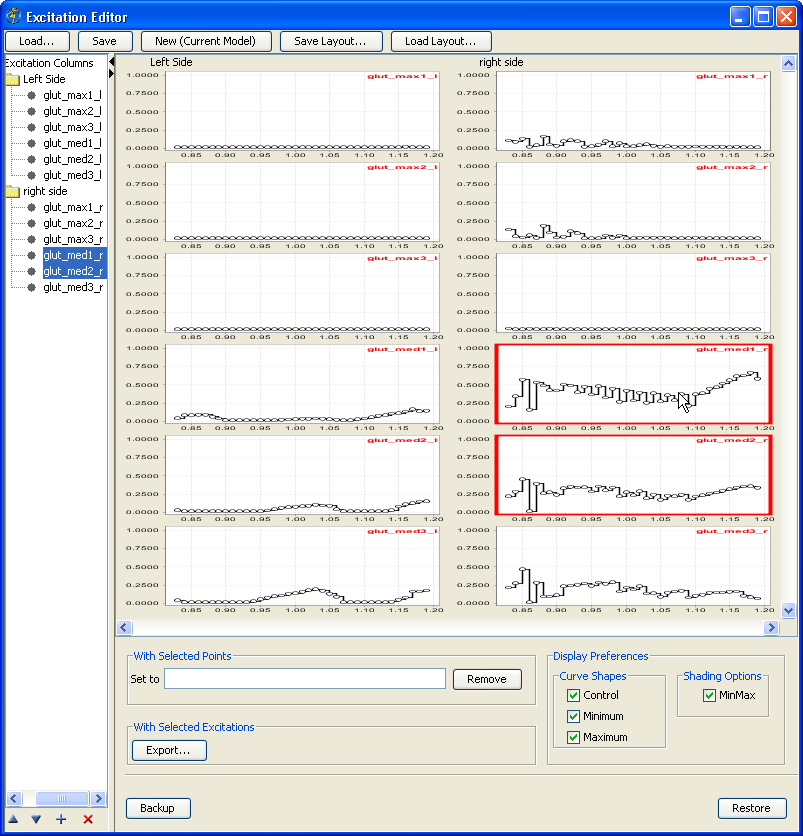 Excitation Editor
Load... Save New (Current Model) Save Layout... Load Layout...
Excitation Columns
Left Side
glut_max1_l
glut_max2_l
glut_max3_l
glut_med1_l
glut_med2_l
glut_med3_l
right side
glut_max1_r
glut_max2_r
glut_max3_r
glut_med1_r
glut_med2_r
glut_med3_r
Left Side
glut_max1_l
1.0000
0.7500
0.5000
0.2500
0.0000
0.85 0.90 0.95 1.00 1.05 1.10 1.15 1.20
glut_max2_l
1.0000
0.7500
0.5000
0.2500
0.0000
0.85 0.90 0.95 1.00 1.05 1.10 1.15 1.20
glut_max3_l
1.0000
0.7500
0.5000
0.2500
0.0000
0.85 0.90 0.95 1.00 1.05 1.10 1.15 1.20
glut_med1_l
1.0000
0.7500
0.5000
0.2500
0.0000
0.85 0.90 0.95 1.00 1.05 1.10 1.15 1.20
glut_med2_l
1.0000
0.7500
0.5000
0.2500
0.0000
0.85 0.90 0.95 1.00 1.05 1.10 1.15 1.20
glut_med3_l
1.0000
0.7500
0.5000
0.2500
0.0000
0.85 0.90 0.95 1.00 1.05 1.10 1.15 1.20
right side
glut_max1_r
1.0000
0.7500
0.5000
0.2500
0.0000
0.85 0.90 0.95 1.00 1.05 1.10 1.15 1.20
glut_max2_r
1.0000
0.7500
0.5000
0.2500
0.0000
0.85 0.90 0.95 1.00 1.05 1.10 1.15 1.20
glut_max3_r
1.0000
0.7500
0.5000
0.2500
0.0000
0.85 0.90 0.95 1.00 1.05 1.10 1.15 1.20
glut_med1_r
1.0000
0.7500
0.5000
0.2500
0.0000
0.85 0.90 0.95 1.00 1.05 1.10 1.15 1.20
glut_med2_r
1.0000
0.7500
0.5000
0.2500
0.0000
0.85 0.90 0.95 1.00 1.05 1.10 1.15 1.20
glut_med3_r
1.0000
0.7500
0.5000
0.2500
0.0000
0.85 0.90 0.95 1.00 1.05 1.10 1.15 1.20
With Selected Points
Set to Remove
With Selected Excitations
Export...
Display Preferences
Curve Shapes
Control
Minimum
Maximum
Shading Options
MinMax
Backup Restore